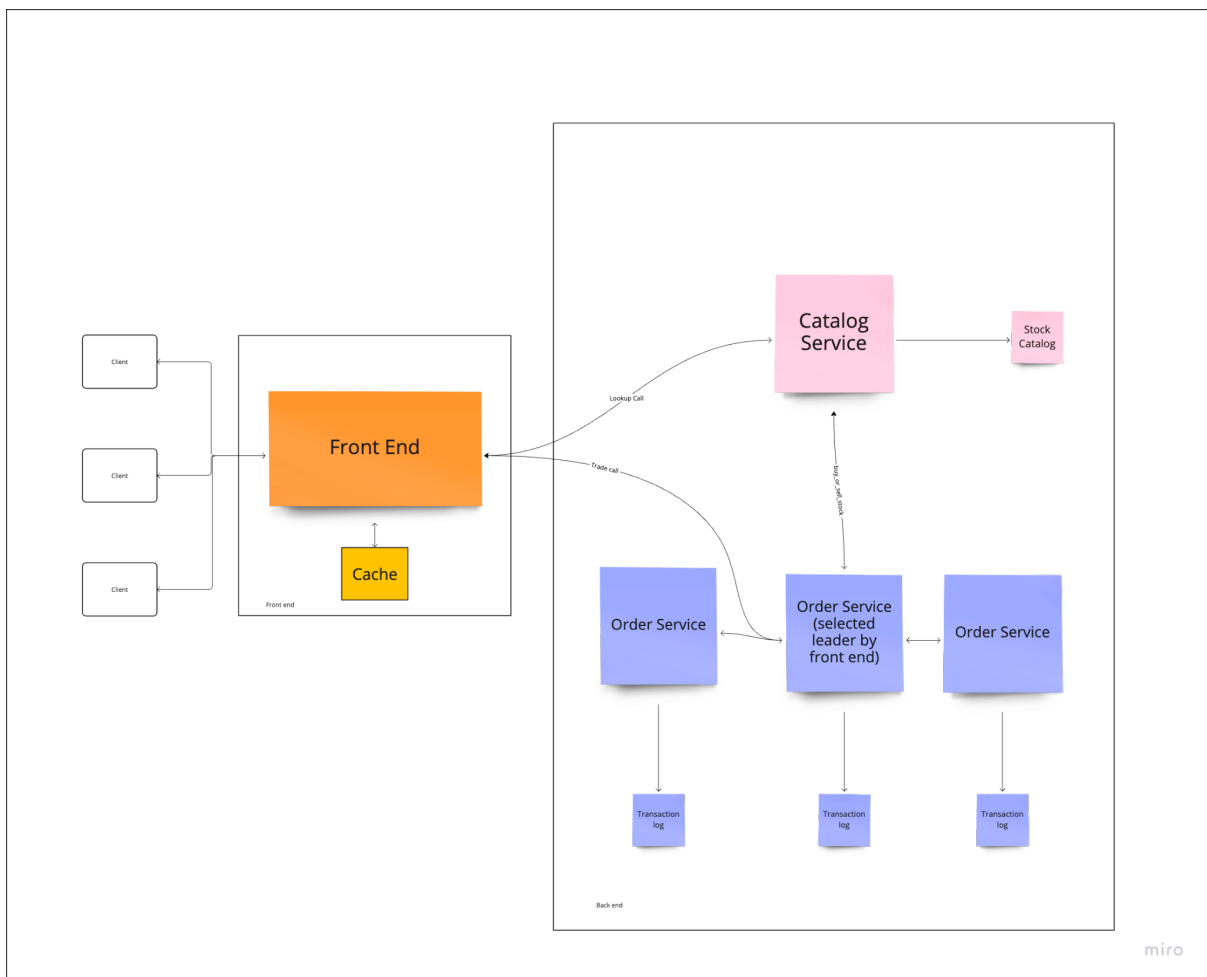 Client
Client
Client
Front End
Cache
Front end
Lookup Call
Trade call
Catalog
Service
Stock
Catalog
buy_or_sell_stock
Order Service
Order Service
(selected
leader by
front end)
Order Service
Transaction
log
Transaction
log
Transaction
log
Back end
miro